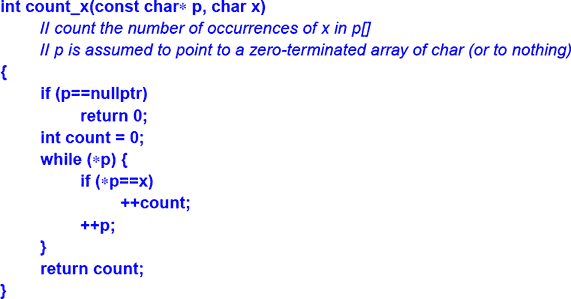 int count_x(const char∗ p, char x)
// count the number of occurrences of x in p[]
// p is assumed to point to a zero-terminated array of char (or to nothing)
{
if (p==nullptr)
return 0;
int count = 0;
while (∗p) {
if (∗p==x)
++count;
++p;
}
return count;
}